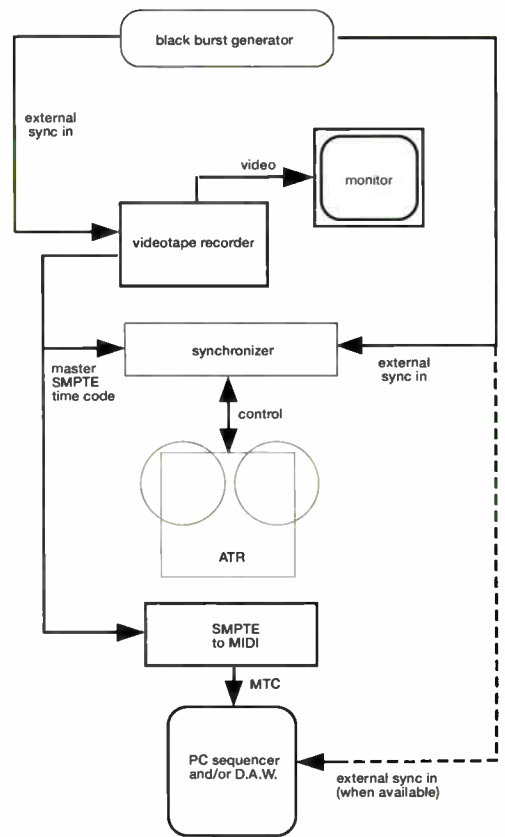 black burst generator
external
sync in
video
monitor
videotape recorder
synchronizer
master
SMPTE
time code
external
sync in
control
ATR
SMPTE
to MIDI
MTC
PC sequencer
and/or D.A.W.
external sync in
(when available)